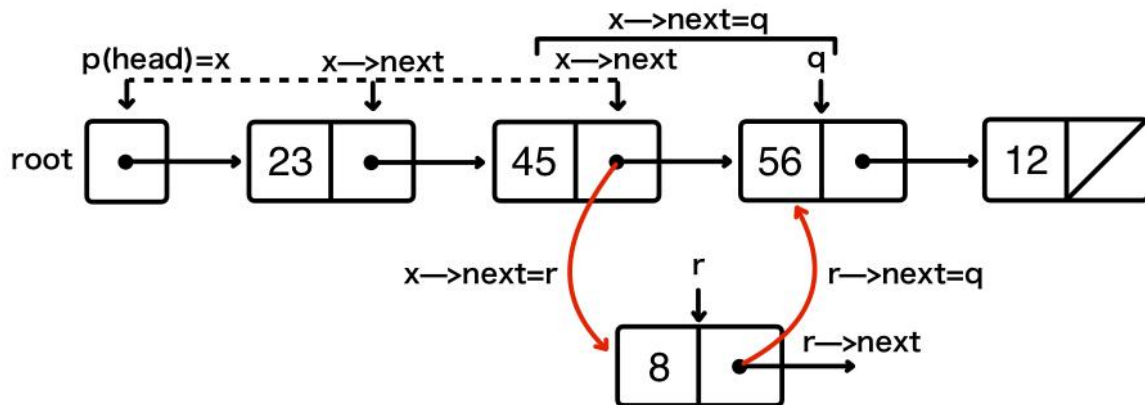 x—>next=q
p(head)=x x—>next x—>next q
root 23 45 56 12
x—>next=r r r—>next=q
r—>next
8